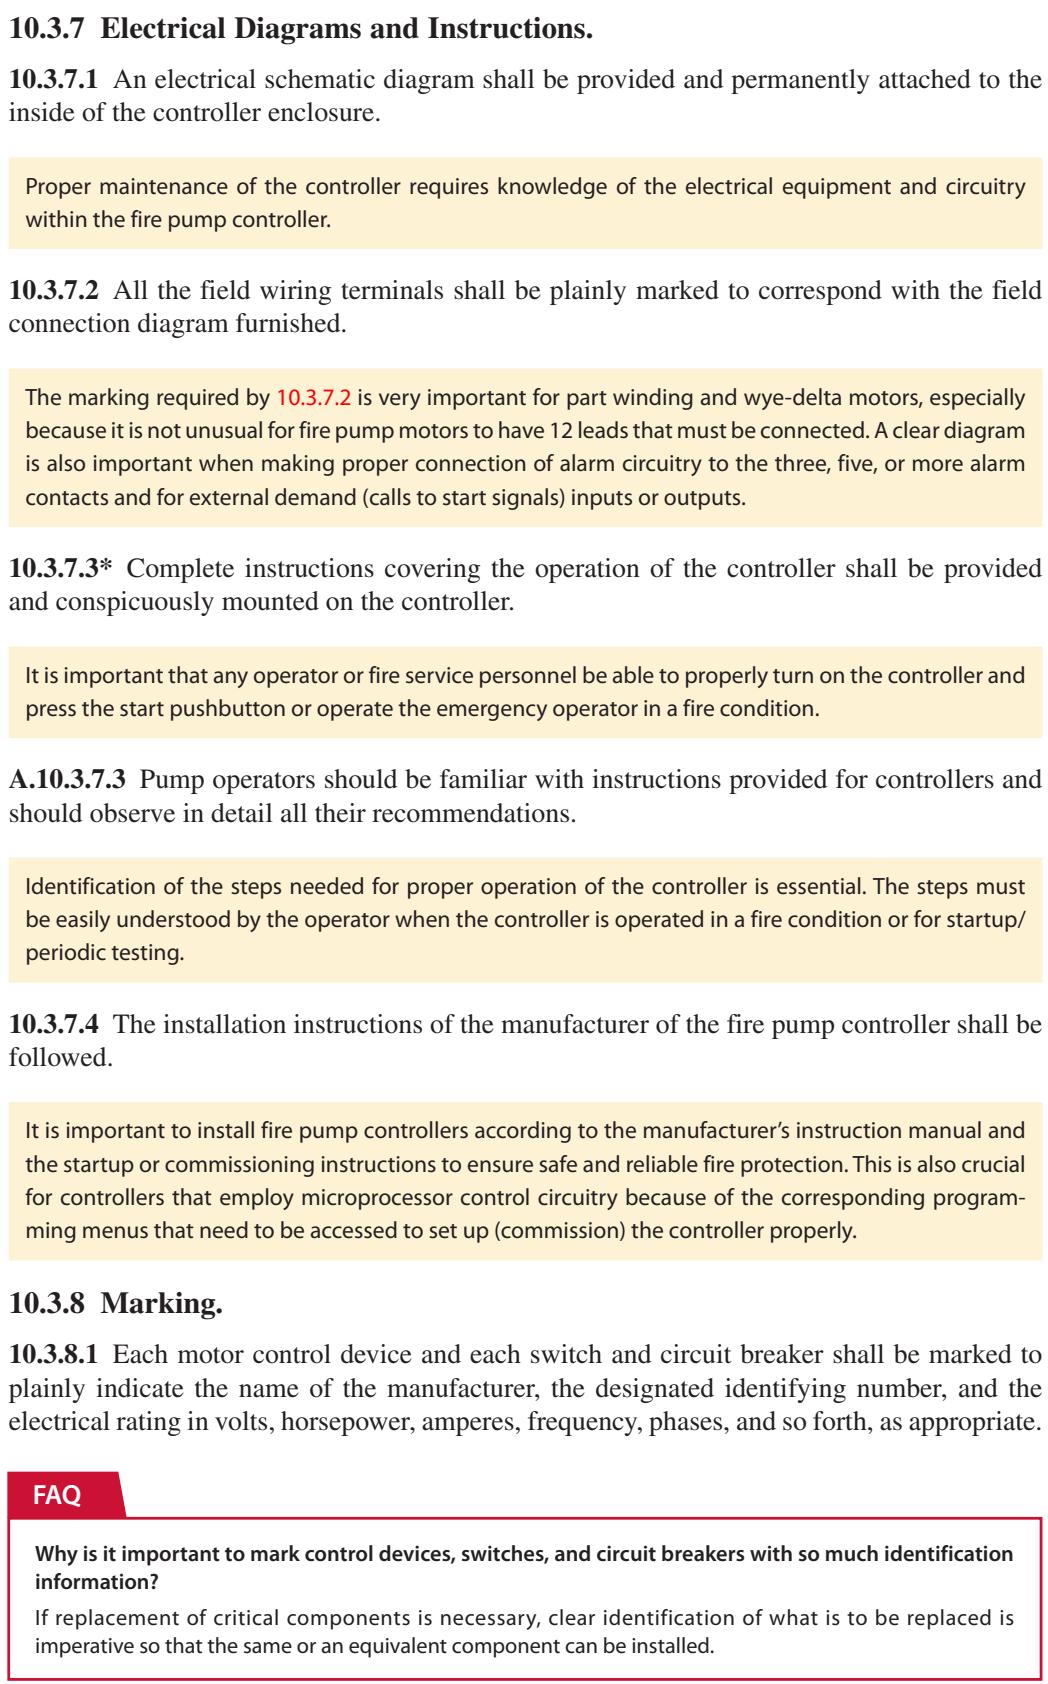 10.3.7 Electrical Diagrams and Instructions.
10.3.7.1 An electrical schematic diagram shall be provided and permanently attached to the
inside of the controller enclosure.
Proper maintenance of the controller requires knowledge of the electrical equipment and circuitry
within the fire pump controller.
10.3.7.2 All the field wiring terminals shall be plainly marked to correspond with the field
connection diagram furnished.
The marking required by 10.3.7.2 is very important for part winding and wye-delta motors, especially
because it is not unusual for fire pump motors to have 12 leads that must be connected. A clear diagram
is also important when making proper connection of alarm circuitry to the three, five, or more alarm
contacts and for external demand (calls to start signals) inputs or outputs.
10.3.7.3* Complete instructions covering the operation of the controller shall be provided
and conspicuously mounted on the controller.
It is important that any operator or fire service personnel be able to properly turn on the controller and
press the start pushbutton or operate the emergency operator in a fire condition.
A.10.3.7.3 Pump operators should be familiar with instructions provided for controllers and
should observe in detail all their recommendations.
Identification of the steps needed for proper operation of the controller is essential. The steps must
be easily understood by the operator when the controller is operated in a fire condition or for startup/
periodic testing.
10.3.7.4 The installation instructions of the manufacturer of the fire pump controller shall be
followed.
It is important to install fire pump controllers according to the manufacturer's instruction manual and
the startup or commissioning instructions to ensure safe and reliable fire protection. This is also crucial
for controllers that employ microprocessor control circuitry because of the corresponding program-
ming menus that need to be accessed to set up (commission) the controller properly.
10.3.8 Marking.
10.3.8.1 Each motor control device and each switch and circuit breaker shall be marked to
plainly indicate the name of the manufacturer, the designated identifying number, and the
electrical rating in volts, horsepower, amperes, frequency, phases, and so forth, as appropriate.
FAQ
Why is it important to mark control devices, switches, and circuit breakers with so much identification
information?
If replacement of critical components is necessary, clear identification of what is to be replaced is
imperative so that the same or an equivalent component can be installed.